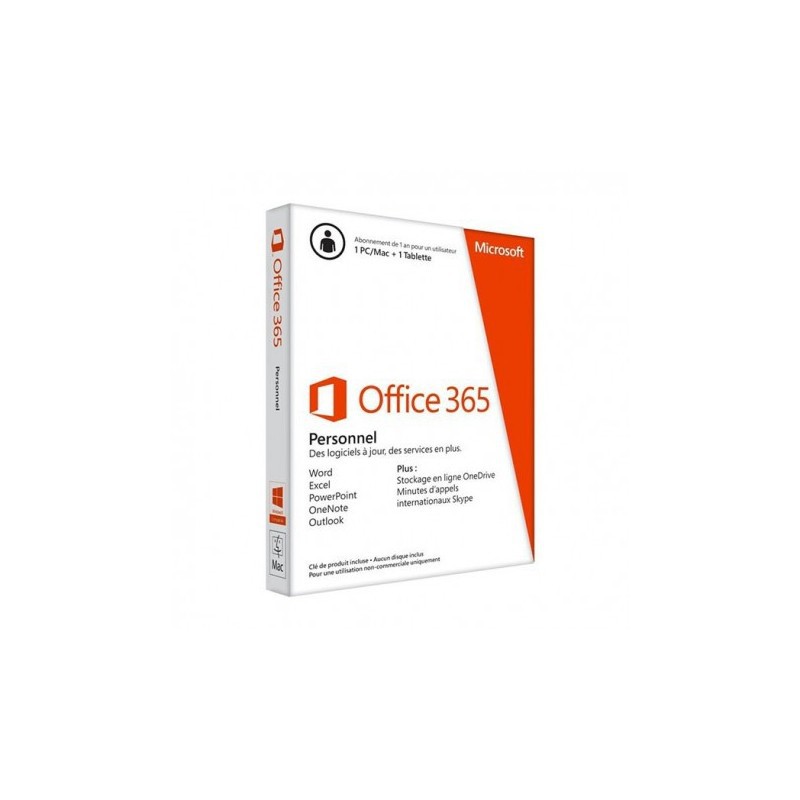 Abonnement de 1 an pour un utilisateur
1 PC/Mac + 1 Tablette
Microsoft
Office 365
Personnel
Office 365
Personnel
Des logiciels à jour, des services en plus.
Word
Excel
PowerPoint
OneNote
Outlook
Plus :
Stockage en ligne OneDrive
Minutes d'appels
internationaux Skype
Clé de produit incluse • Aucun disque inclus
Pour une utilisation non-commerciale uniquement
Mac